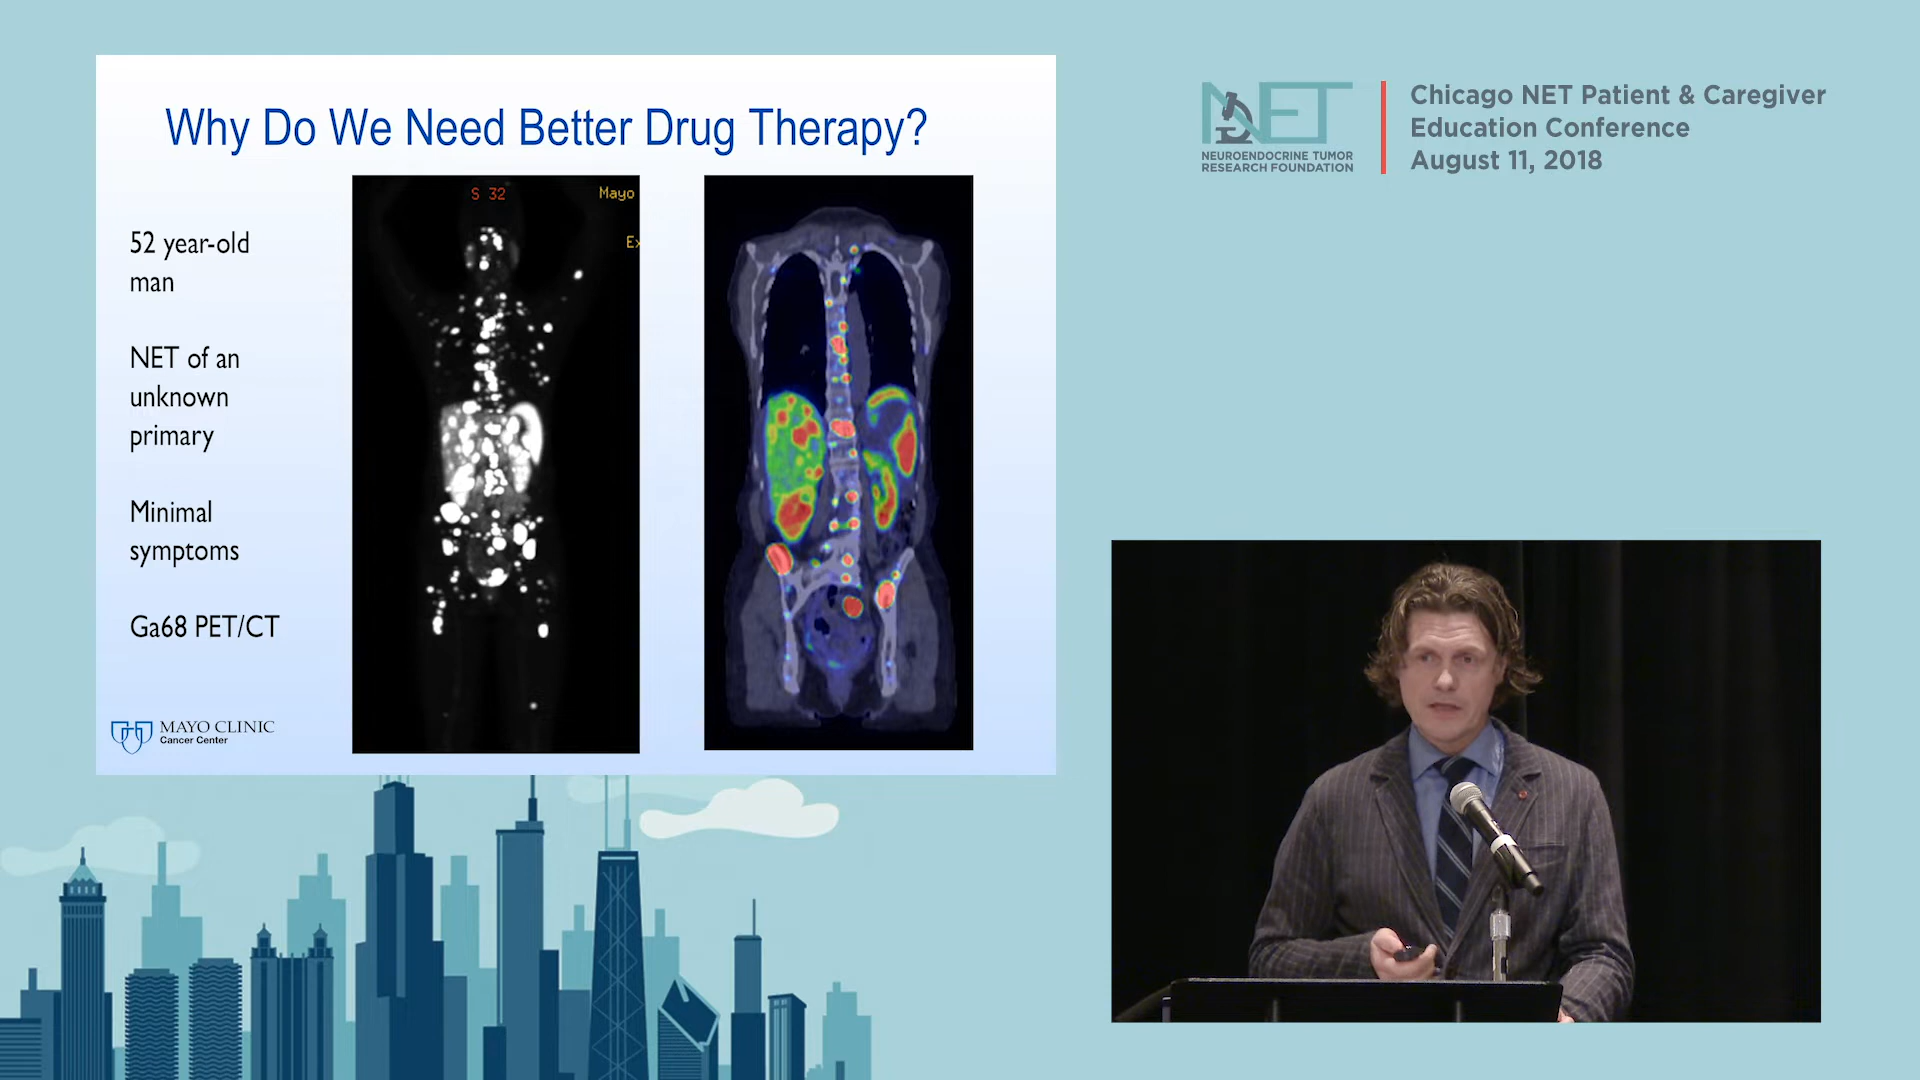 Why Do We Need Better Drug Therapy?
52 year-old
man
NET of an
unknown
primary
Minimal
symptoms
Ga68 PET/CT
S 32
Mayo
Ex
MAYO CLINIC
Cancer Center
NET
NEUROENDOCRINE TUMOR
RESEARCH FOUNDATION
Chicago NET Patient & Caregiver
Education Conference
August 11, 2018